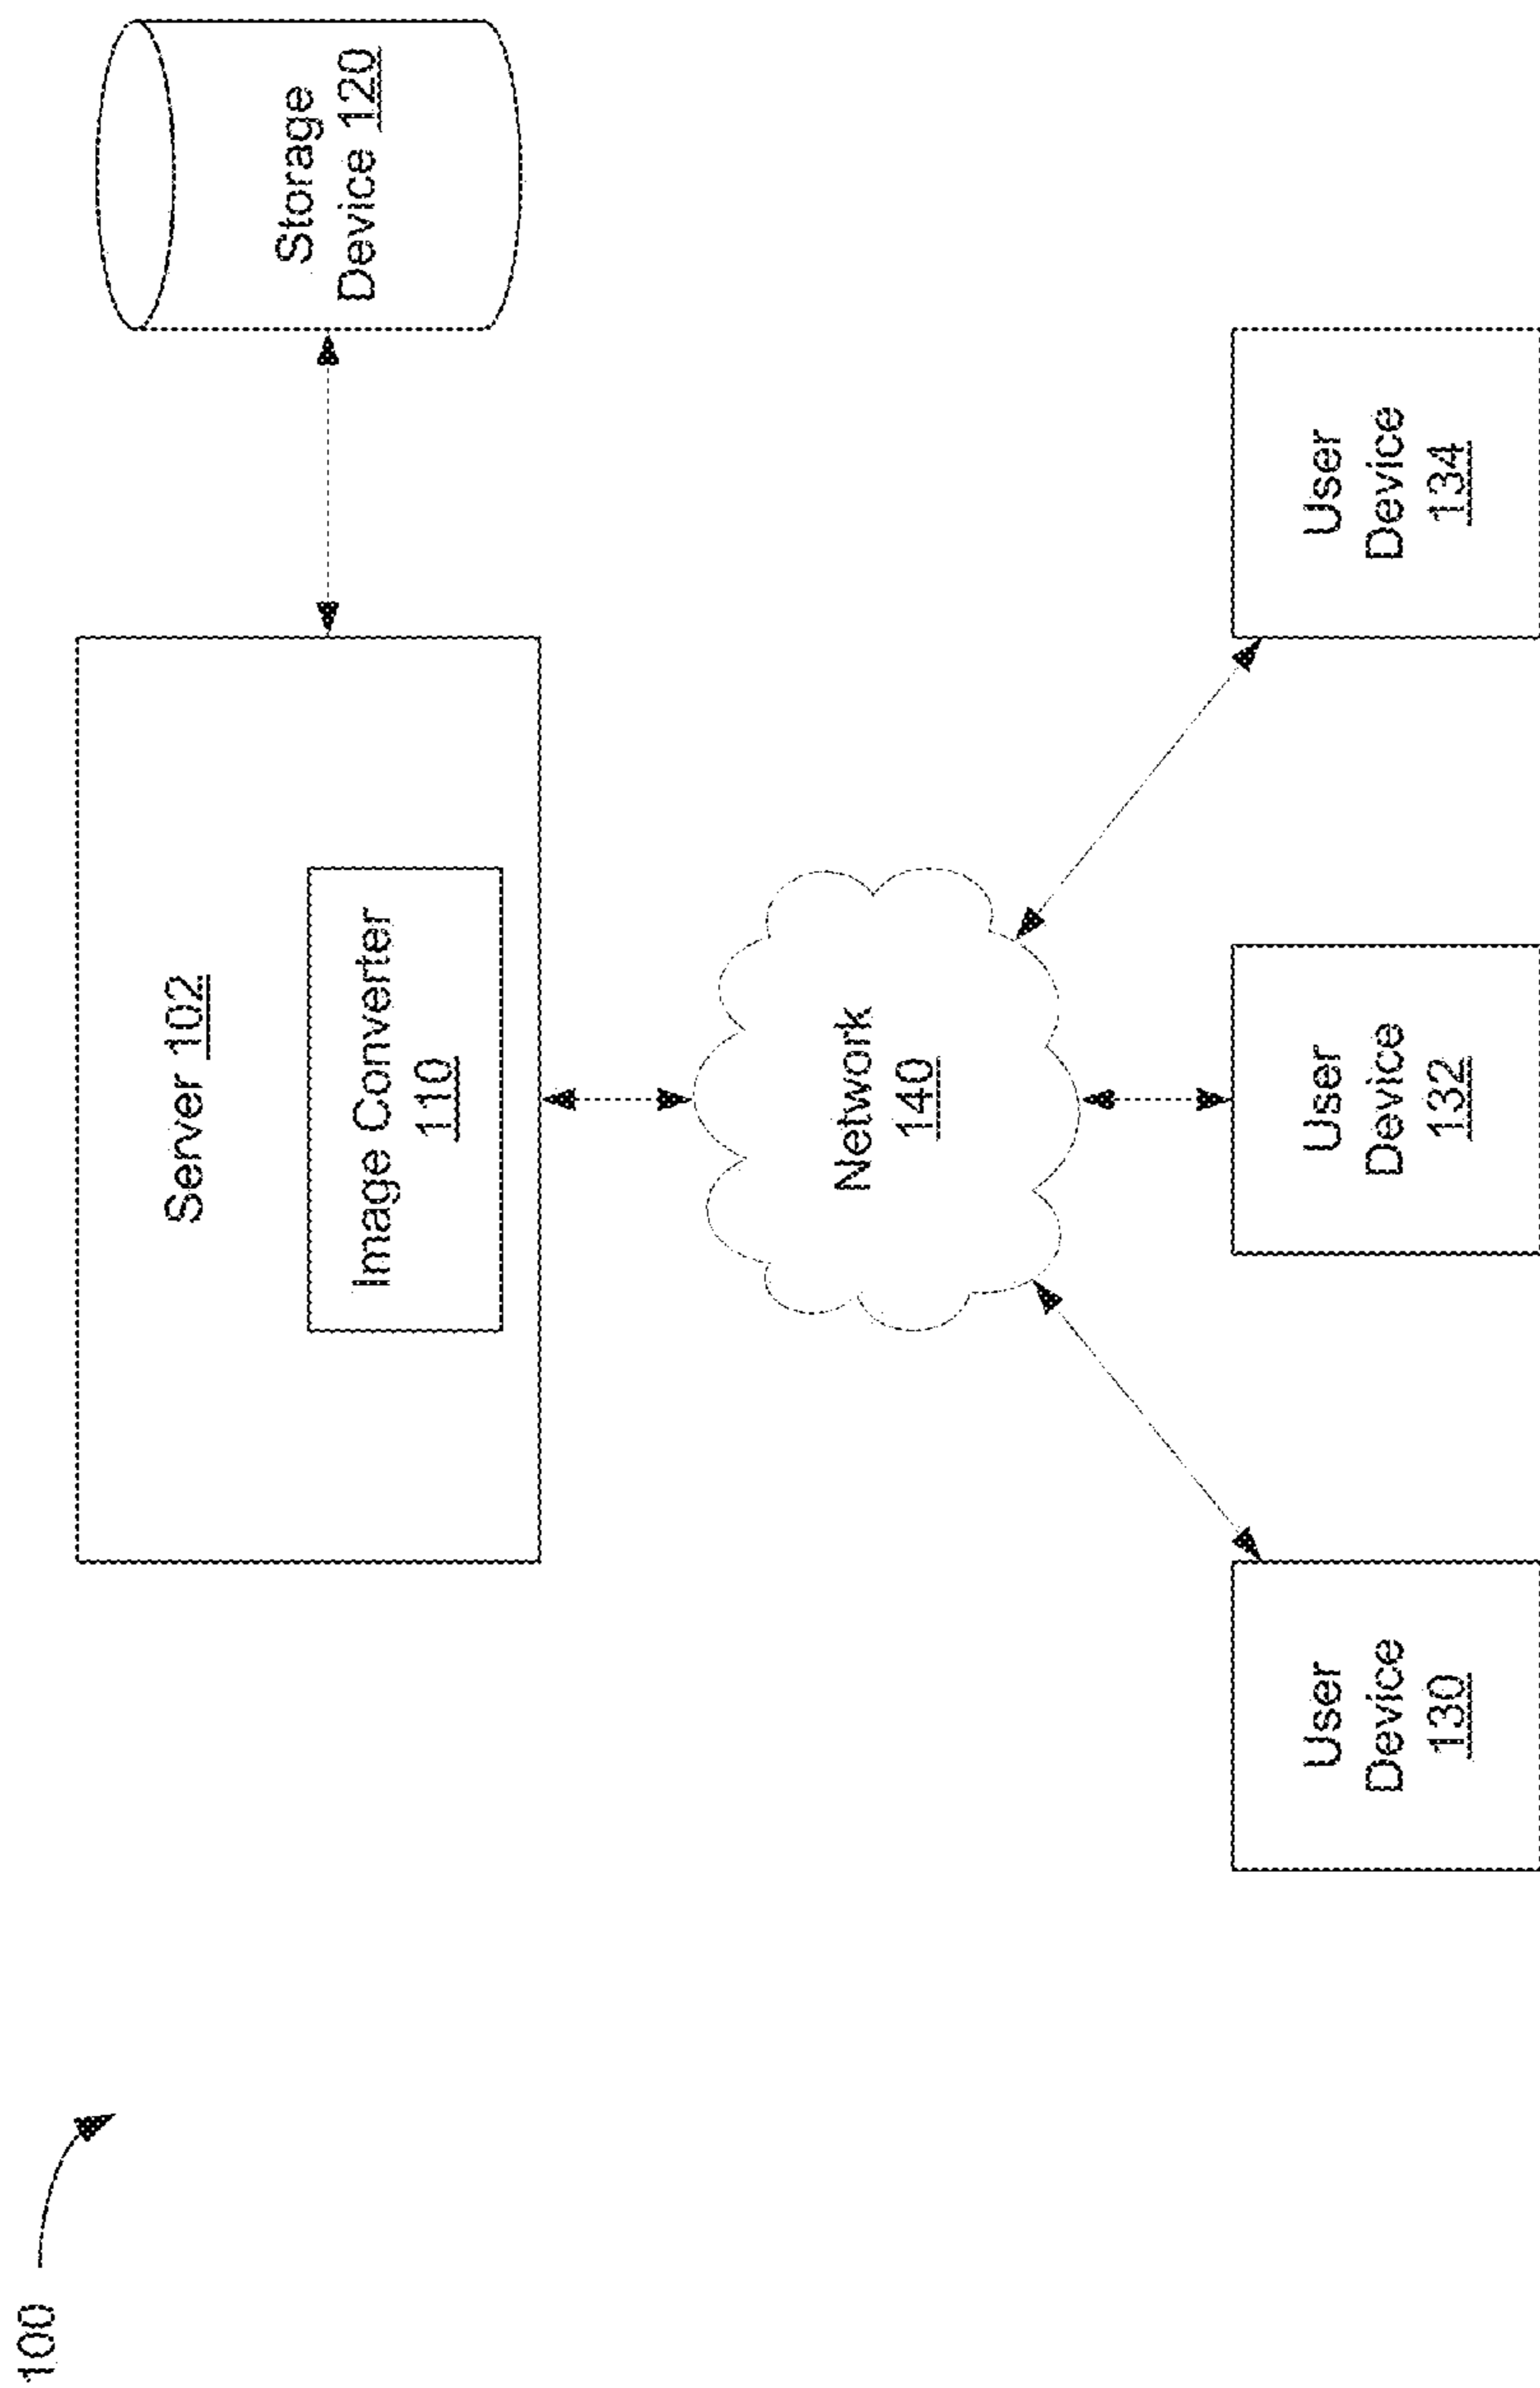 100
Server 102
Image Converter
110
Storage
Device 120
Network
140
User
Device
130
User
Device
132
User
Device
134